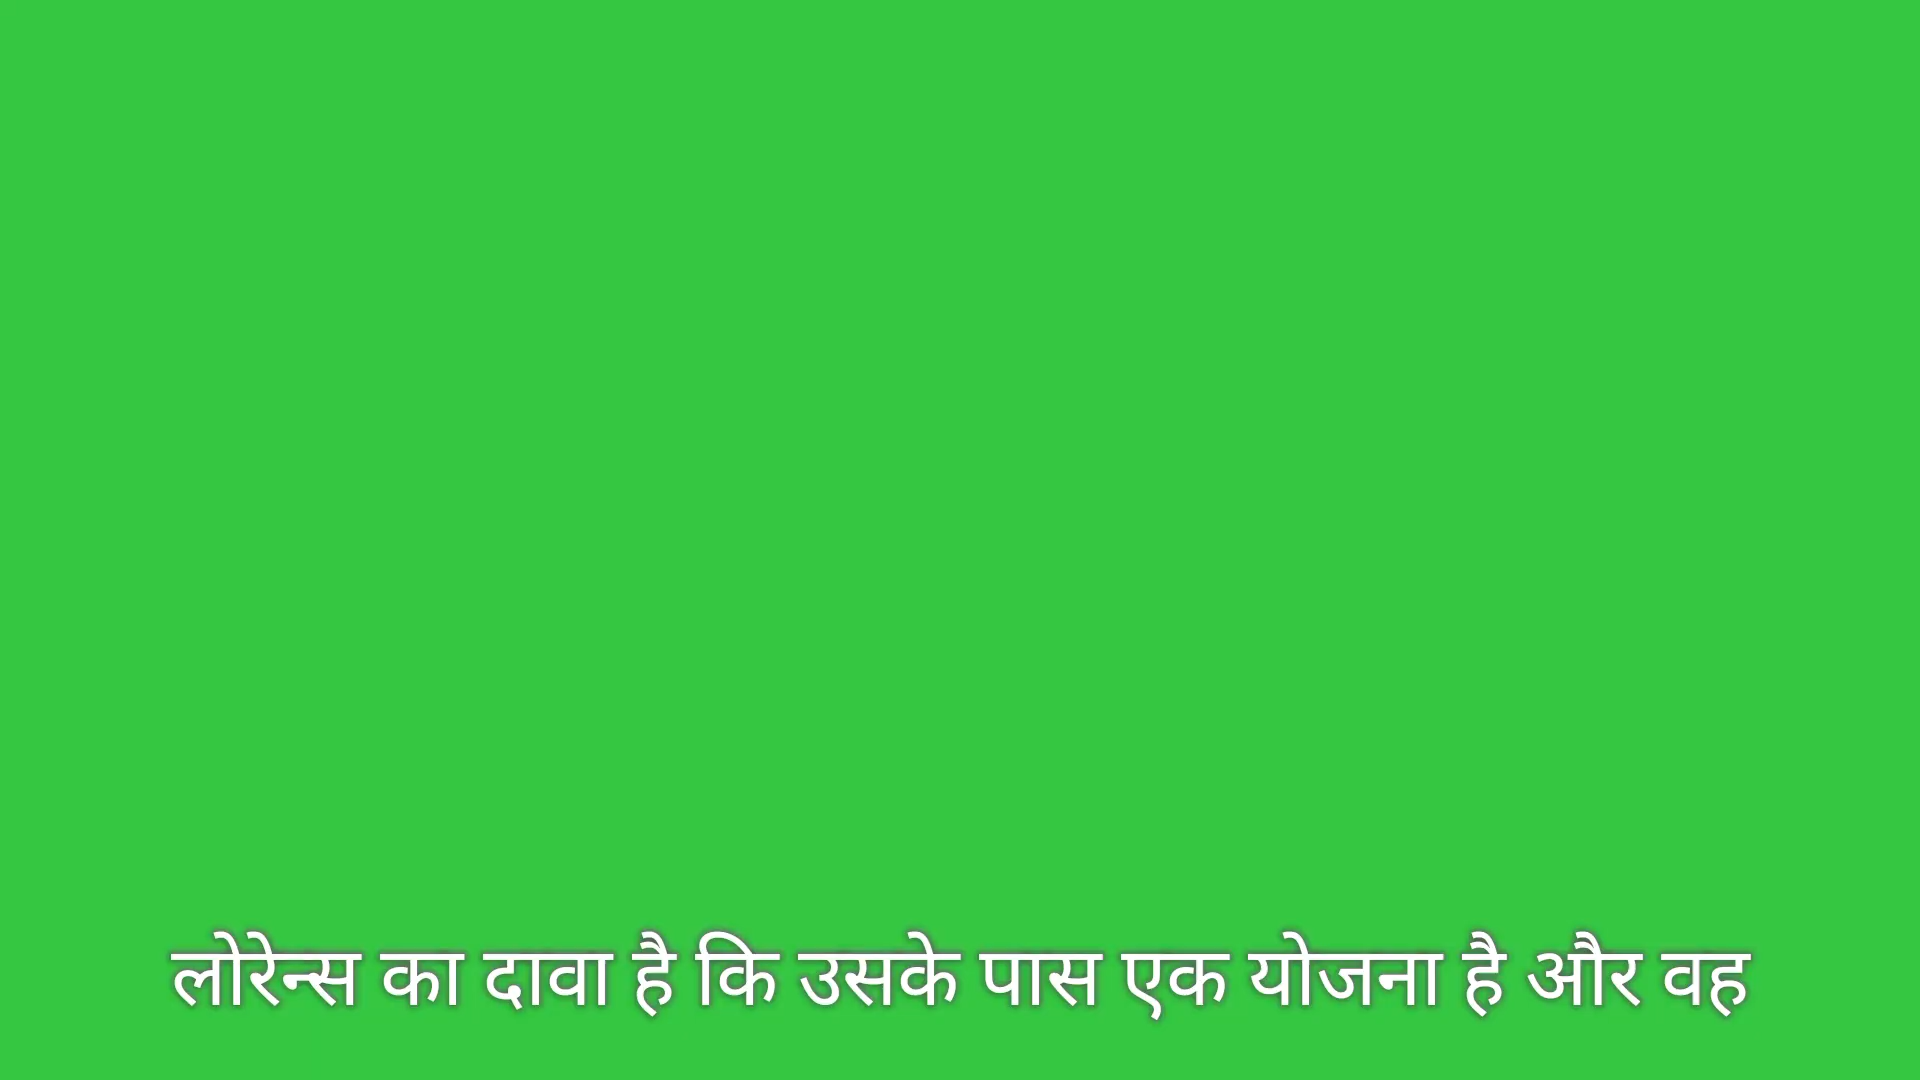 लोरेन्स का दावा है कि उसके पास एक योजना है और वह